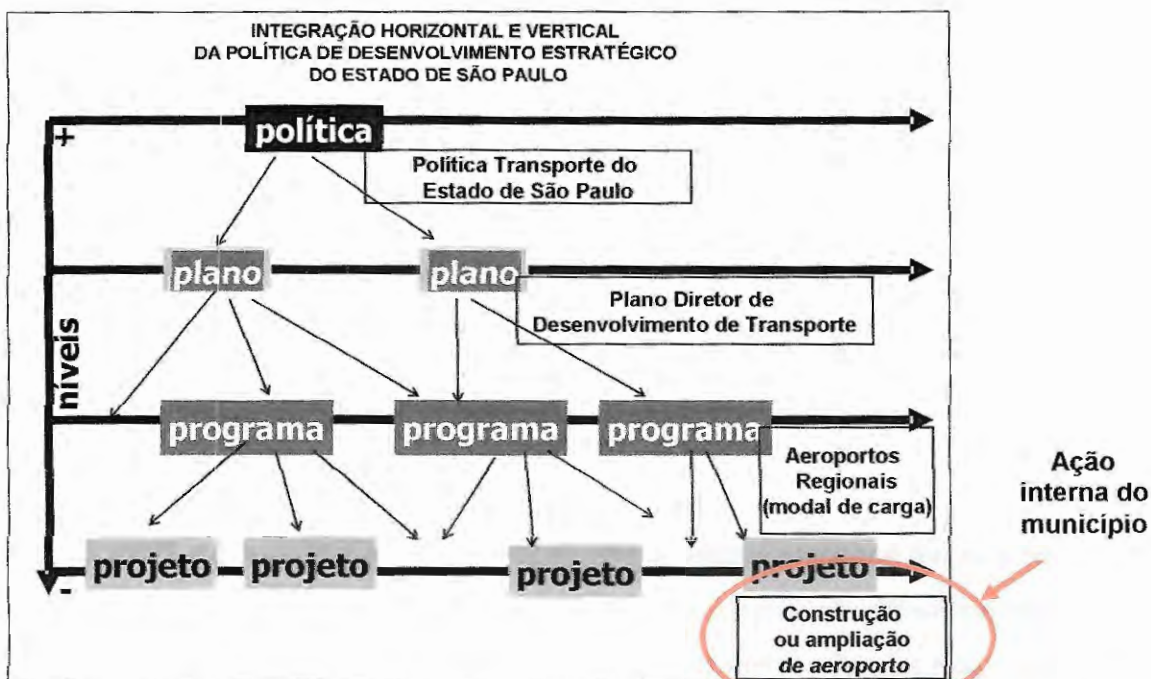 INTEGRAÇÃO HORIZONTAL E VERTICAL
DA POLÍTICA DE DESENVOLVIMENTO ESTRATÉGICO
DO ESTADO DE SÃO PAULO
+
política
Política Transporte do
Estado de São Paulo
plano
plano
Plano Diretor de
Desenvolvimento de Transporte
níveis
programa
programa
programa
Aeroportos
Regionais
(modal de carga)
Ação
interna do
município
projeto
projeto
projeto
projeto
-
Construção
ou ampliação
de aeroporto